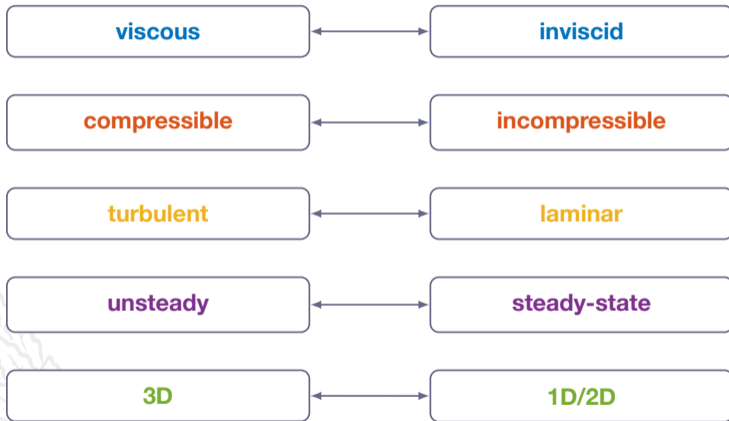 viscous inviscid
compressible incompressible
turbulent laminar
unsteady steady-state
3D 1D/2D